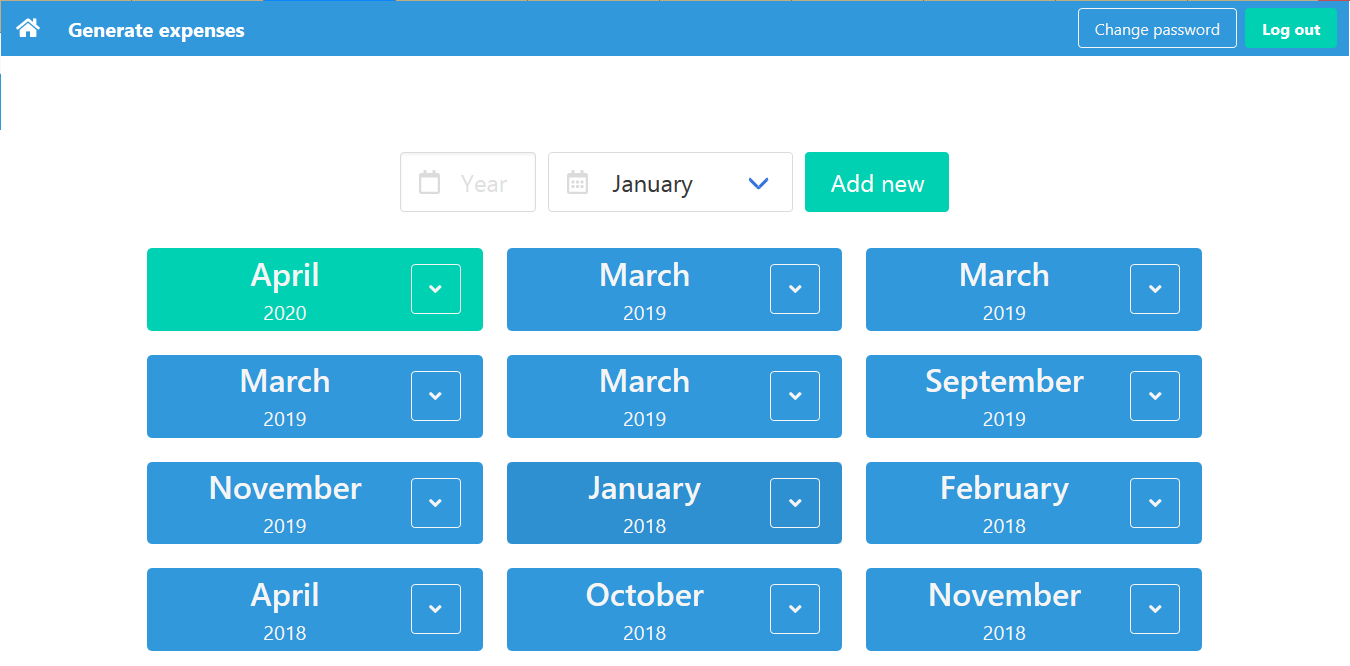 Generate expenses
Change password
Log out
Year
January
Add new
April
2020
March
2019
March
2019
March
2019
March
2019
September
2019
November
2019
January
2018
February
2018
April
2018
October
2018
November
2018